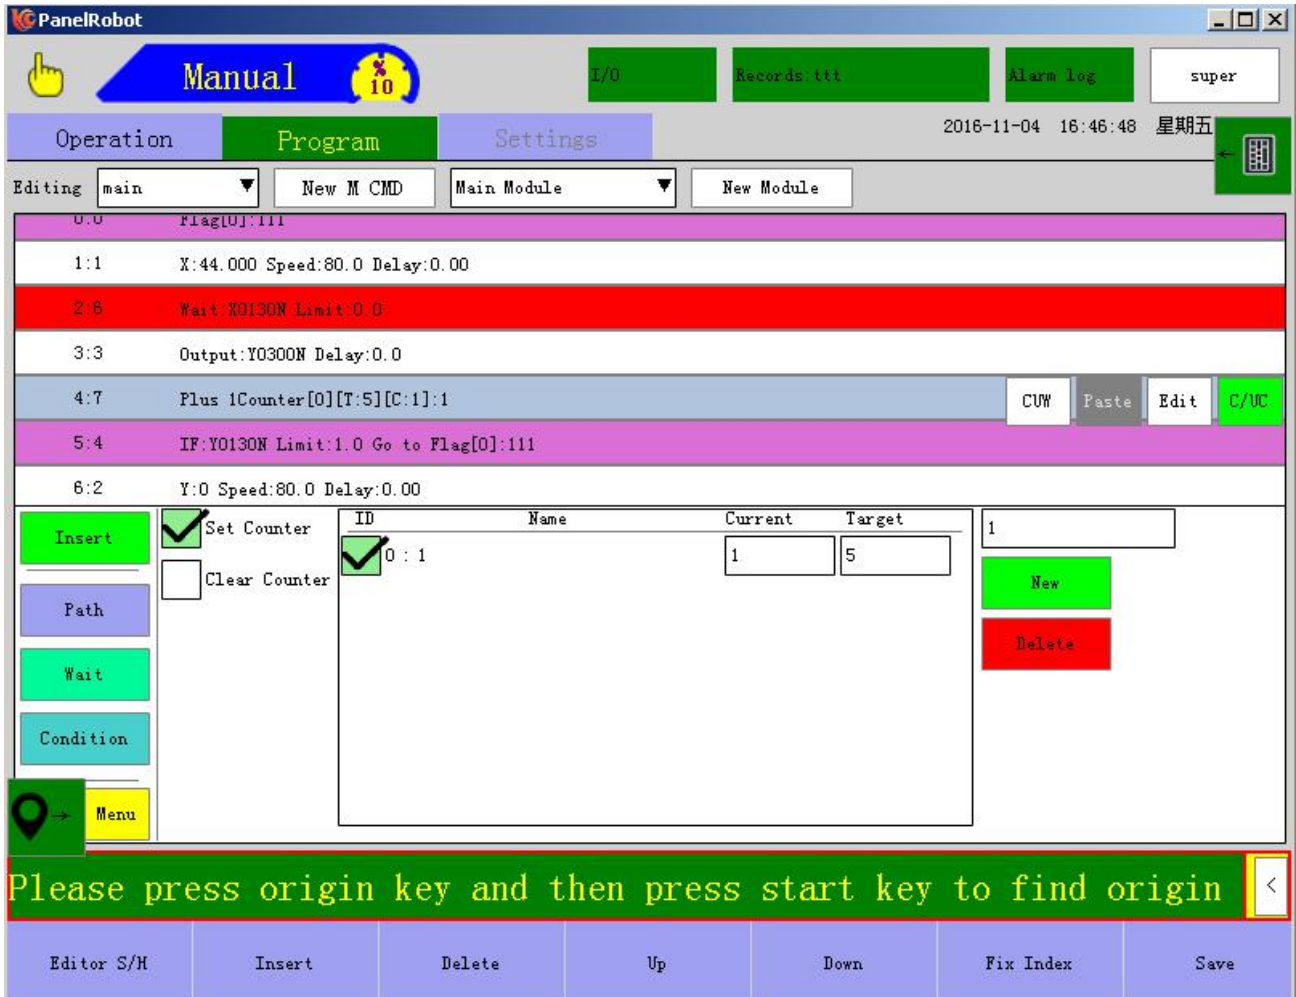 PanelRobot
Manual
%
10
I/O
Records:ttt
Alarm log
super
Operation
Program
Settings
2016-11-04 16:46:48 星期五
Editing
main
New M CMD
Main Module
New Module
0:0 Flag[0]:111
1:1 X:44.000 Speed:80.0 Delay:0.00
2:6 Wait:X0130N Limit:0.0
3:3 Output:Y0300N Delay:0.0
4:7 Plus 1Counter[0][T:5][C:1]:1
CUW
Paste
Edit
C/UC
5:4 IF:Y0130N Limit:1.0 Go to Flag[0]:111
6:2 Y:0 Speed:80.0 Delay:0.00
Insert
Path
Wait
Condition
Menu
Set Counter
Clear Counter
ID Name Current Target
0 : 1 1 5
1
New
Delete
Please press origin key and then press start key to find origin
<
Editor S/H
Insert
Delete
Up
Down
Fix Index
Save